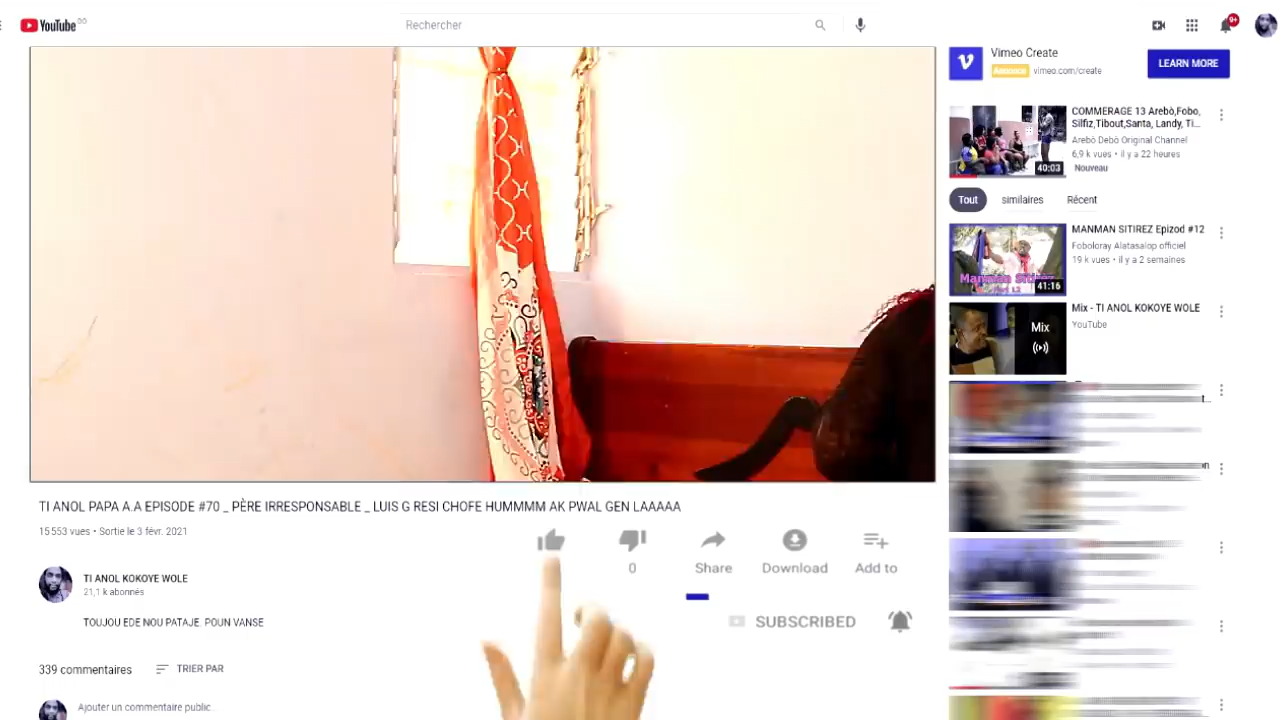 YouTube
Rechercher
9+
Vimeo Create
Annonce vimeo.com/create
LEARN MORE
COMMERAGE 13 Arebò,Fobo,
Silfiz,Tibout,Santa, Landy, Ti...
Arebò Debò Original Channel
6,9 k vues • il y a 22 heures
Nouveau
40:03
Tout similaires Récent
MANMAN SITIREZ Epizod #12
Foboloray Alatasaiop officiel
19 k vues • il y a 2 semaines
Manman Sitirèz
41:16
Mix - TI ANOL KOKOYE WOLE
YouTube
Mix
TI ANOL PAPA A.A EPISODE #70 _ PÈRE IRRESPONSABLE _ LUIS G RESI CHOFE HUMMMM AK PWAL GEN LAAAAA
15 553 vues • Sortie le 3 févr. 2021
0 Share Download Add to
TI ANOL KOKOYE WOLE
21,1 k abonnés
SUBSCRIBED
TOUJOU EDE NOU PATAJE POUN VANSE
339 commentaires TRIER PAR
Ajouter un commentaire public...